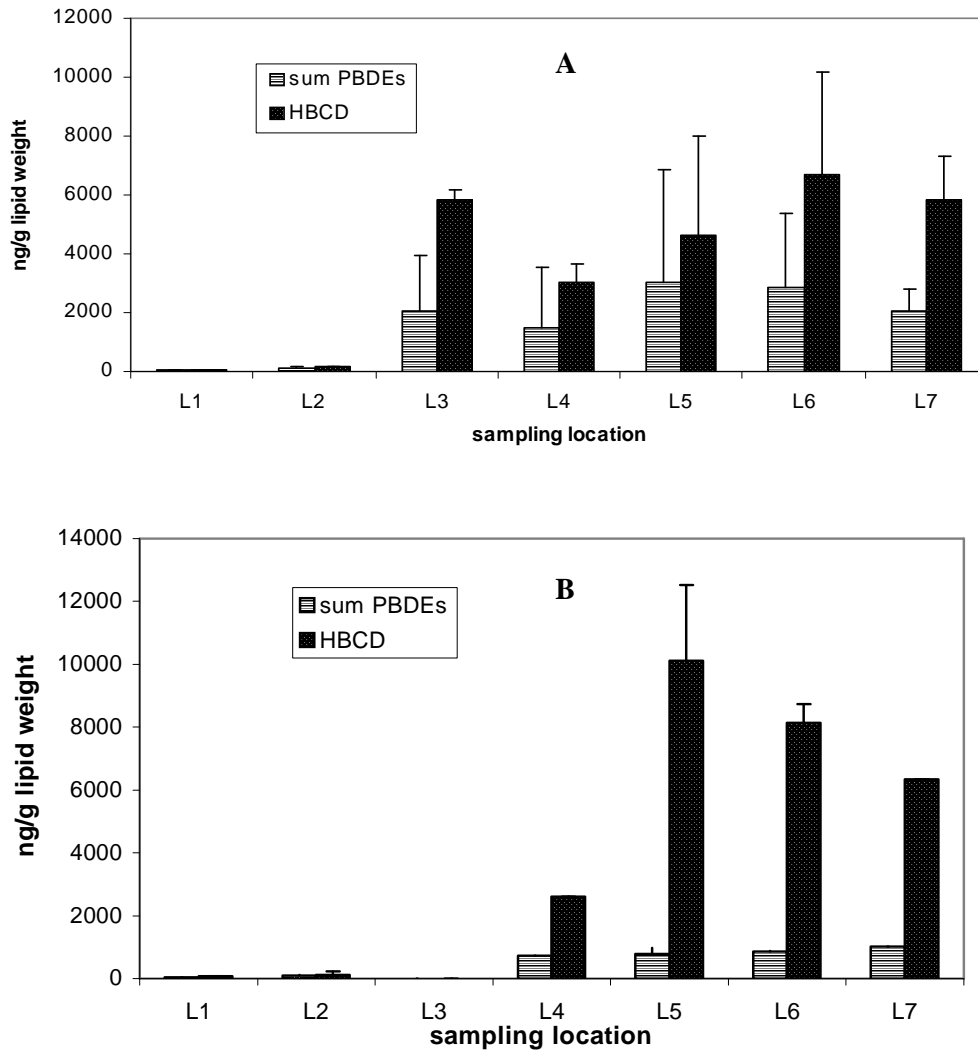 12000
10000
8000
6000
4000
2000
0
ng/g lipid weight
sum PBDEs
HBCD
A
L1 L2 L3 L4 L5 L6 L7
sampling location
14000
12000
10000
8000
6000
4000
2000
0
ng/g lipid weight
sum PBDEs
HBCD
B
L1 L2 L3 L4 L5 L6 L7
sampling location